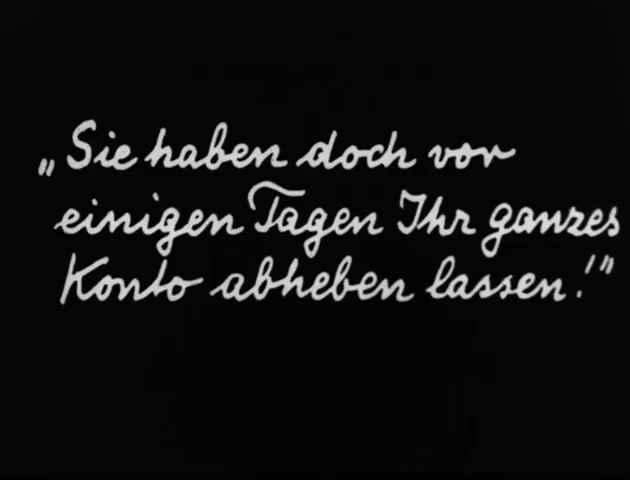 „Sie haben doch vor
einigen Tagen Ihr ganzes
Konto abheben lassen!"